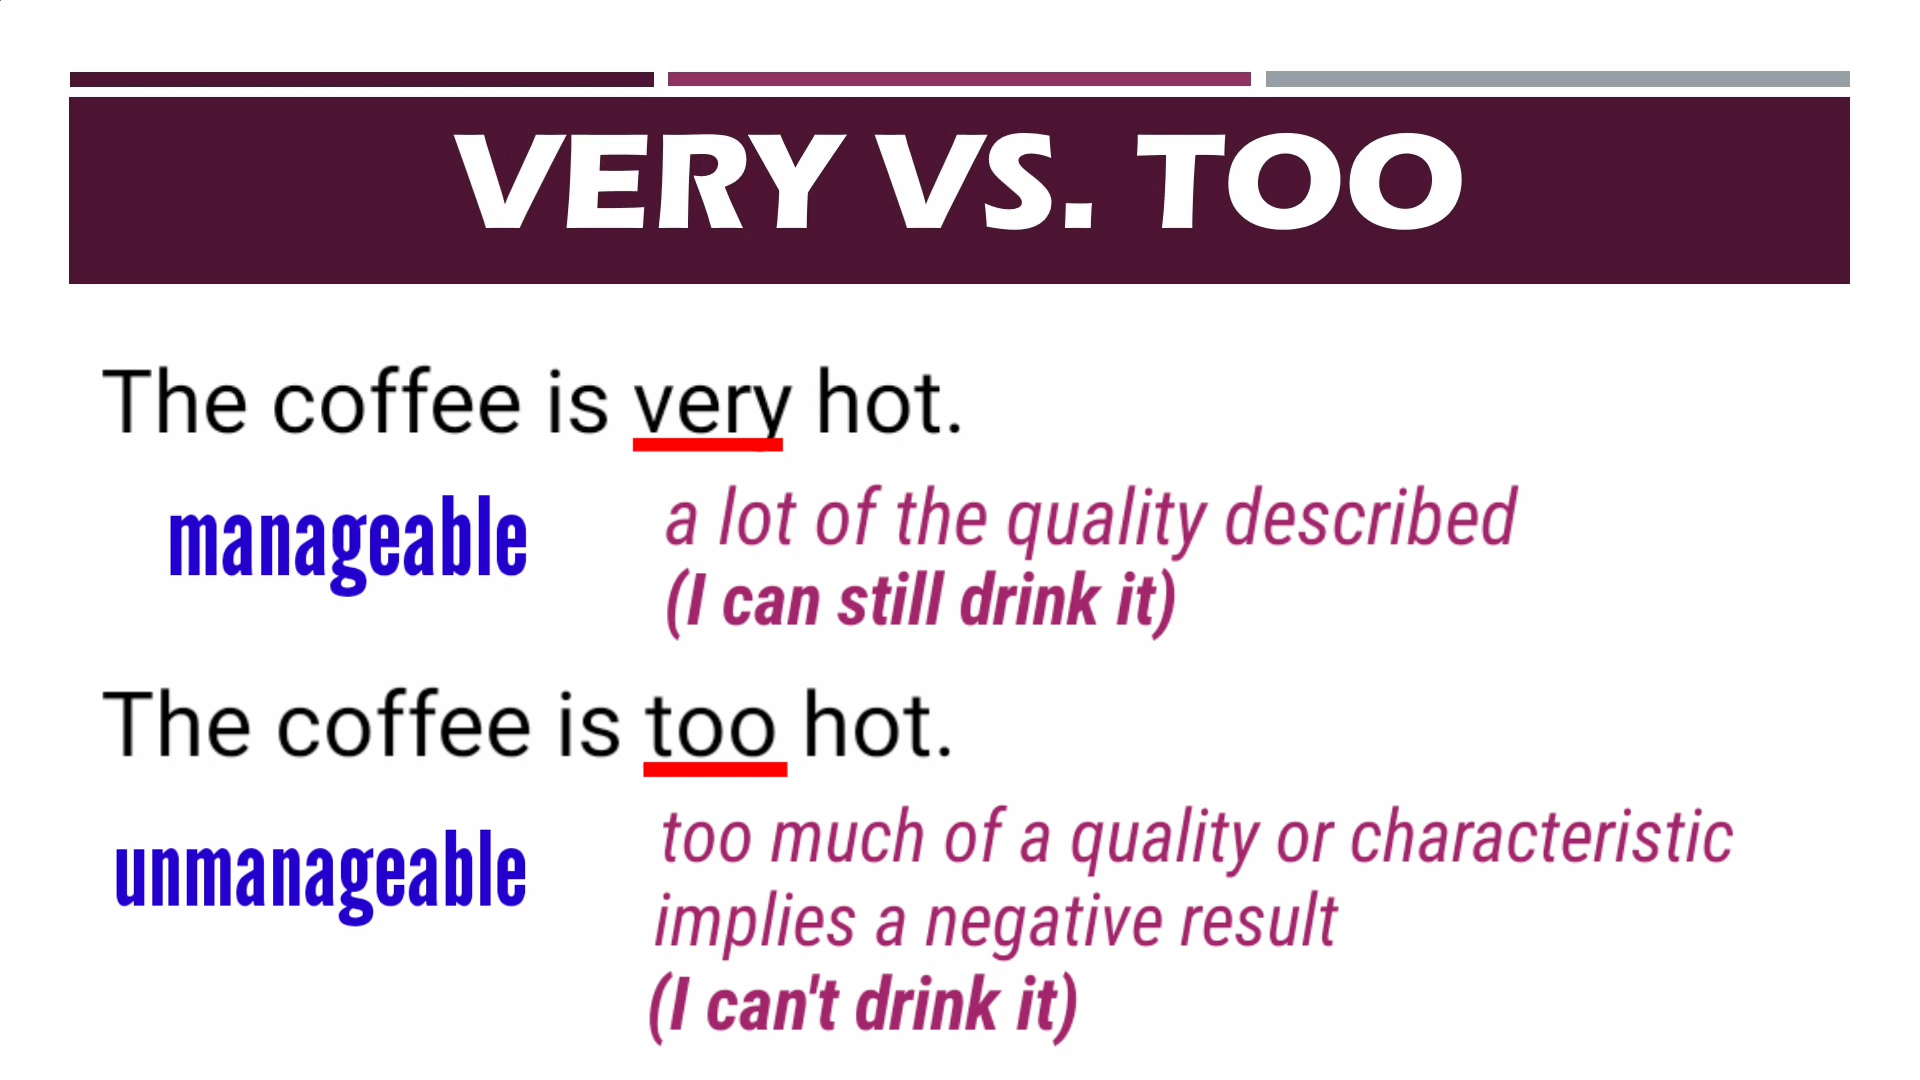 VERY VS. TOO
The coffee is very hot.
manageable
a lot of the quality described
(I can still drink it)
The coffee is too hot.
unmanageable
too much of a quality or characteristic
implies a negative result
(I can't drink it)